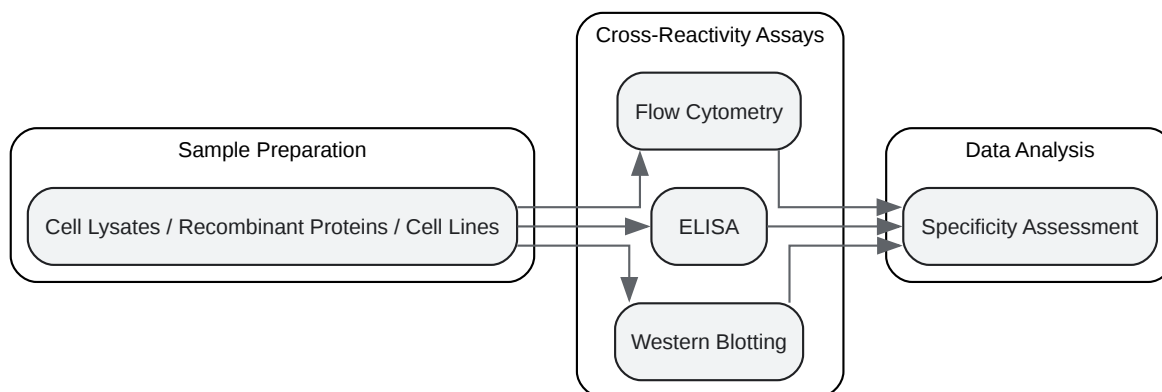 Cross-Reactivity Assays
Flow Cytometry
Sample Preparation
Data Analysis
Cell Lysates / Recombinant Proteins / Cell Lines
ELISA
Specificity Assessment
Western Blotting